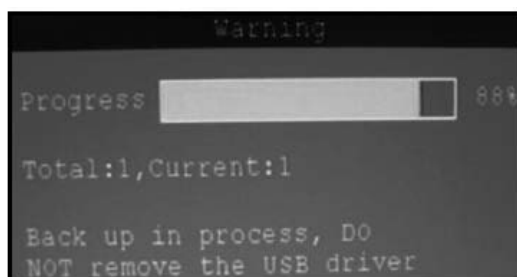 Warning
Progress 88%
Total:1,Current:1
Back up in process, DO
NOT remove the USB driver